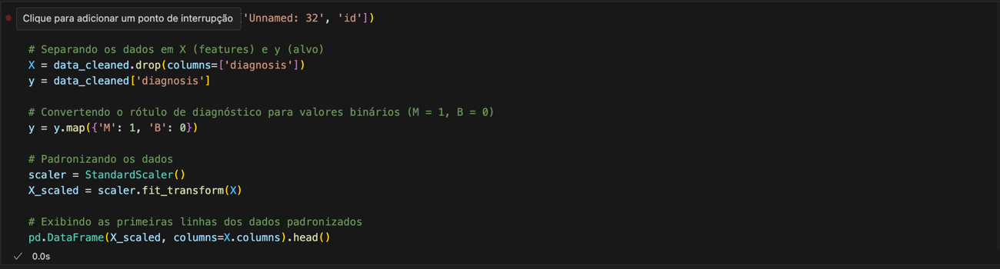 Clique para adicionar um ponto de interrupção 'Unnamed: 32', 'id'])
# Separando os dados em X (features) e y (alvo)
X = data_cleaned.drop(columns=['diagnosis'])
y = data_cleaned['diagnosis']
# Convertendo o rótulo de diagnóstico para valores binários (M = 1, B = 0)
y = y.map({'M': 1, 'B': 0})
# Padronizando os dados
scaler = StandardScaler()
X_scaled = scaler.fit_transform(X)
# Exibindo as primeiras linhas dos dados padronizados
pd.DataFrame(X_scaled, columns=X.columns).head()
0.0s